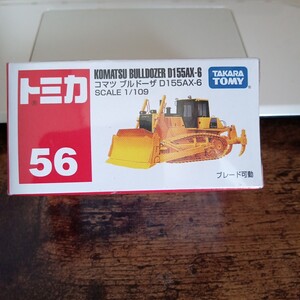 トミカ
56
KOMATSU BULLDOZER D155AX-6
コマツ ブルドーザ D155AX-6
SCALE 1/109
TAKARA
TOMY
ブレード可動